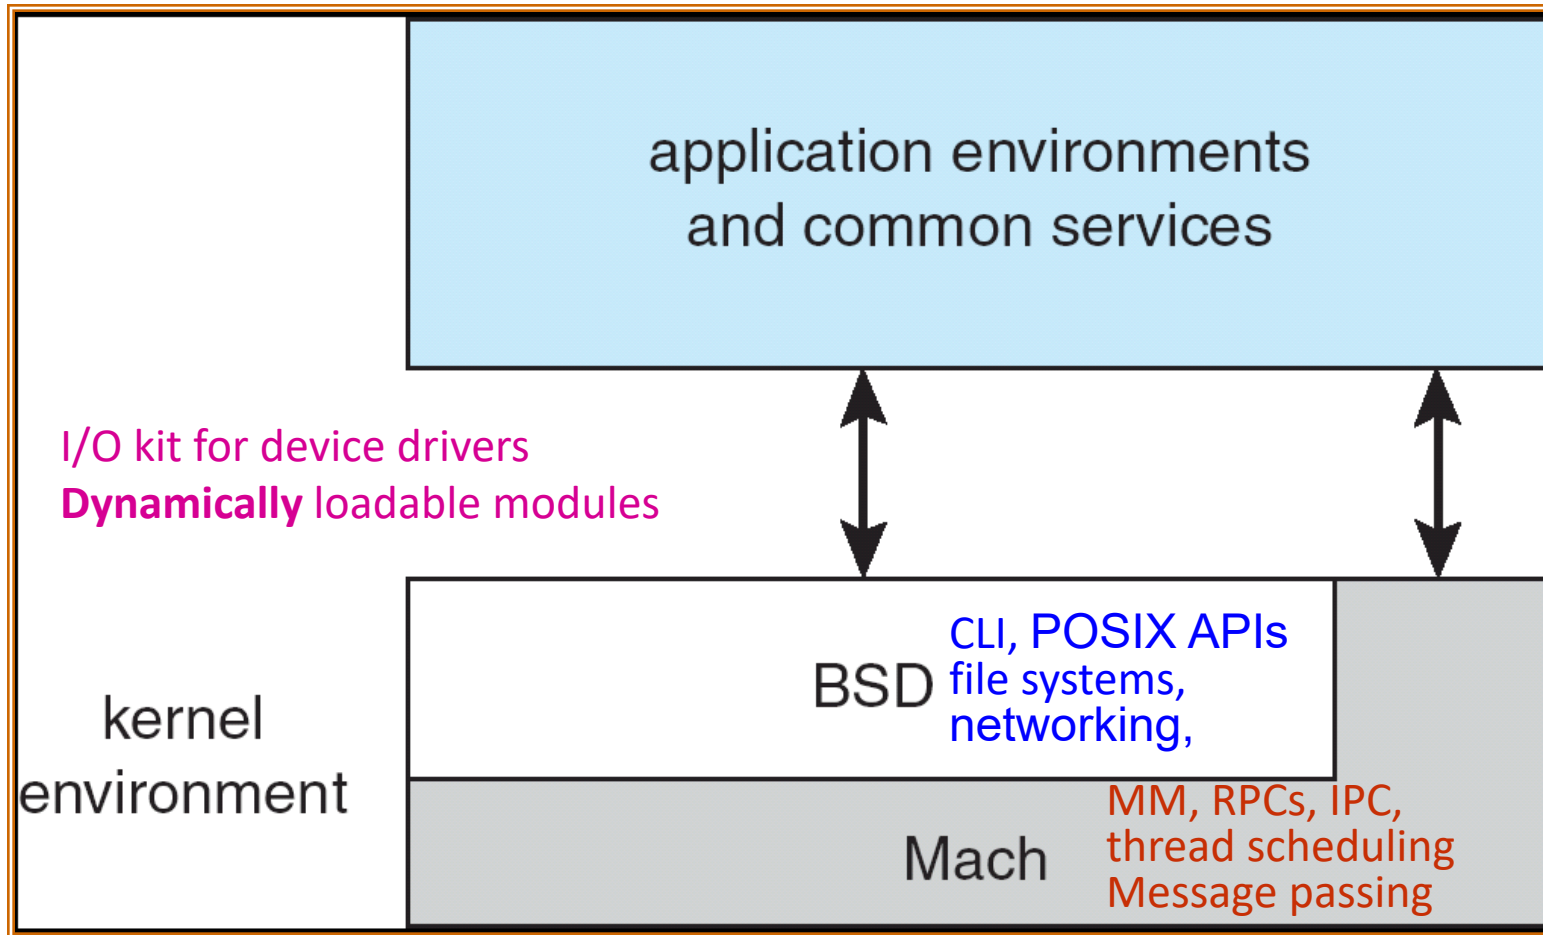 application environments
and common services
I/O kit for device drivers
Dynamically loadable modules
kernel
environment
BSD
CLI, POSIX APIs
file systems,
networking,
Mach
MM, RPCs, IPC,
thread scheduling
Message passing